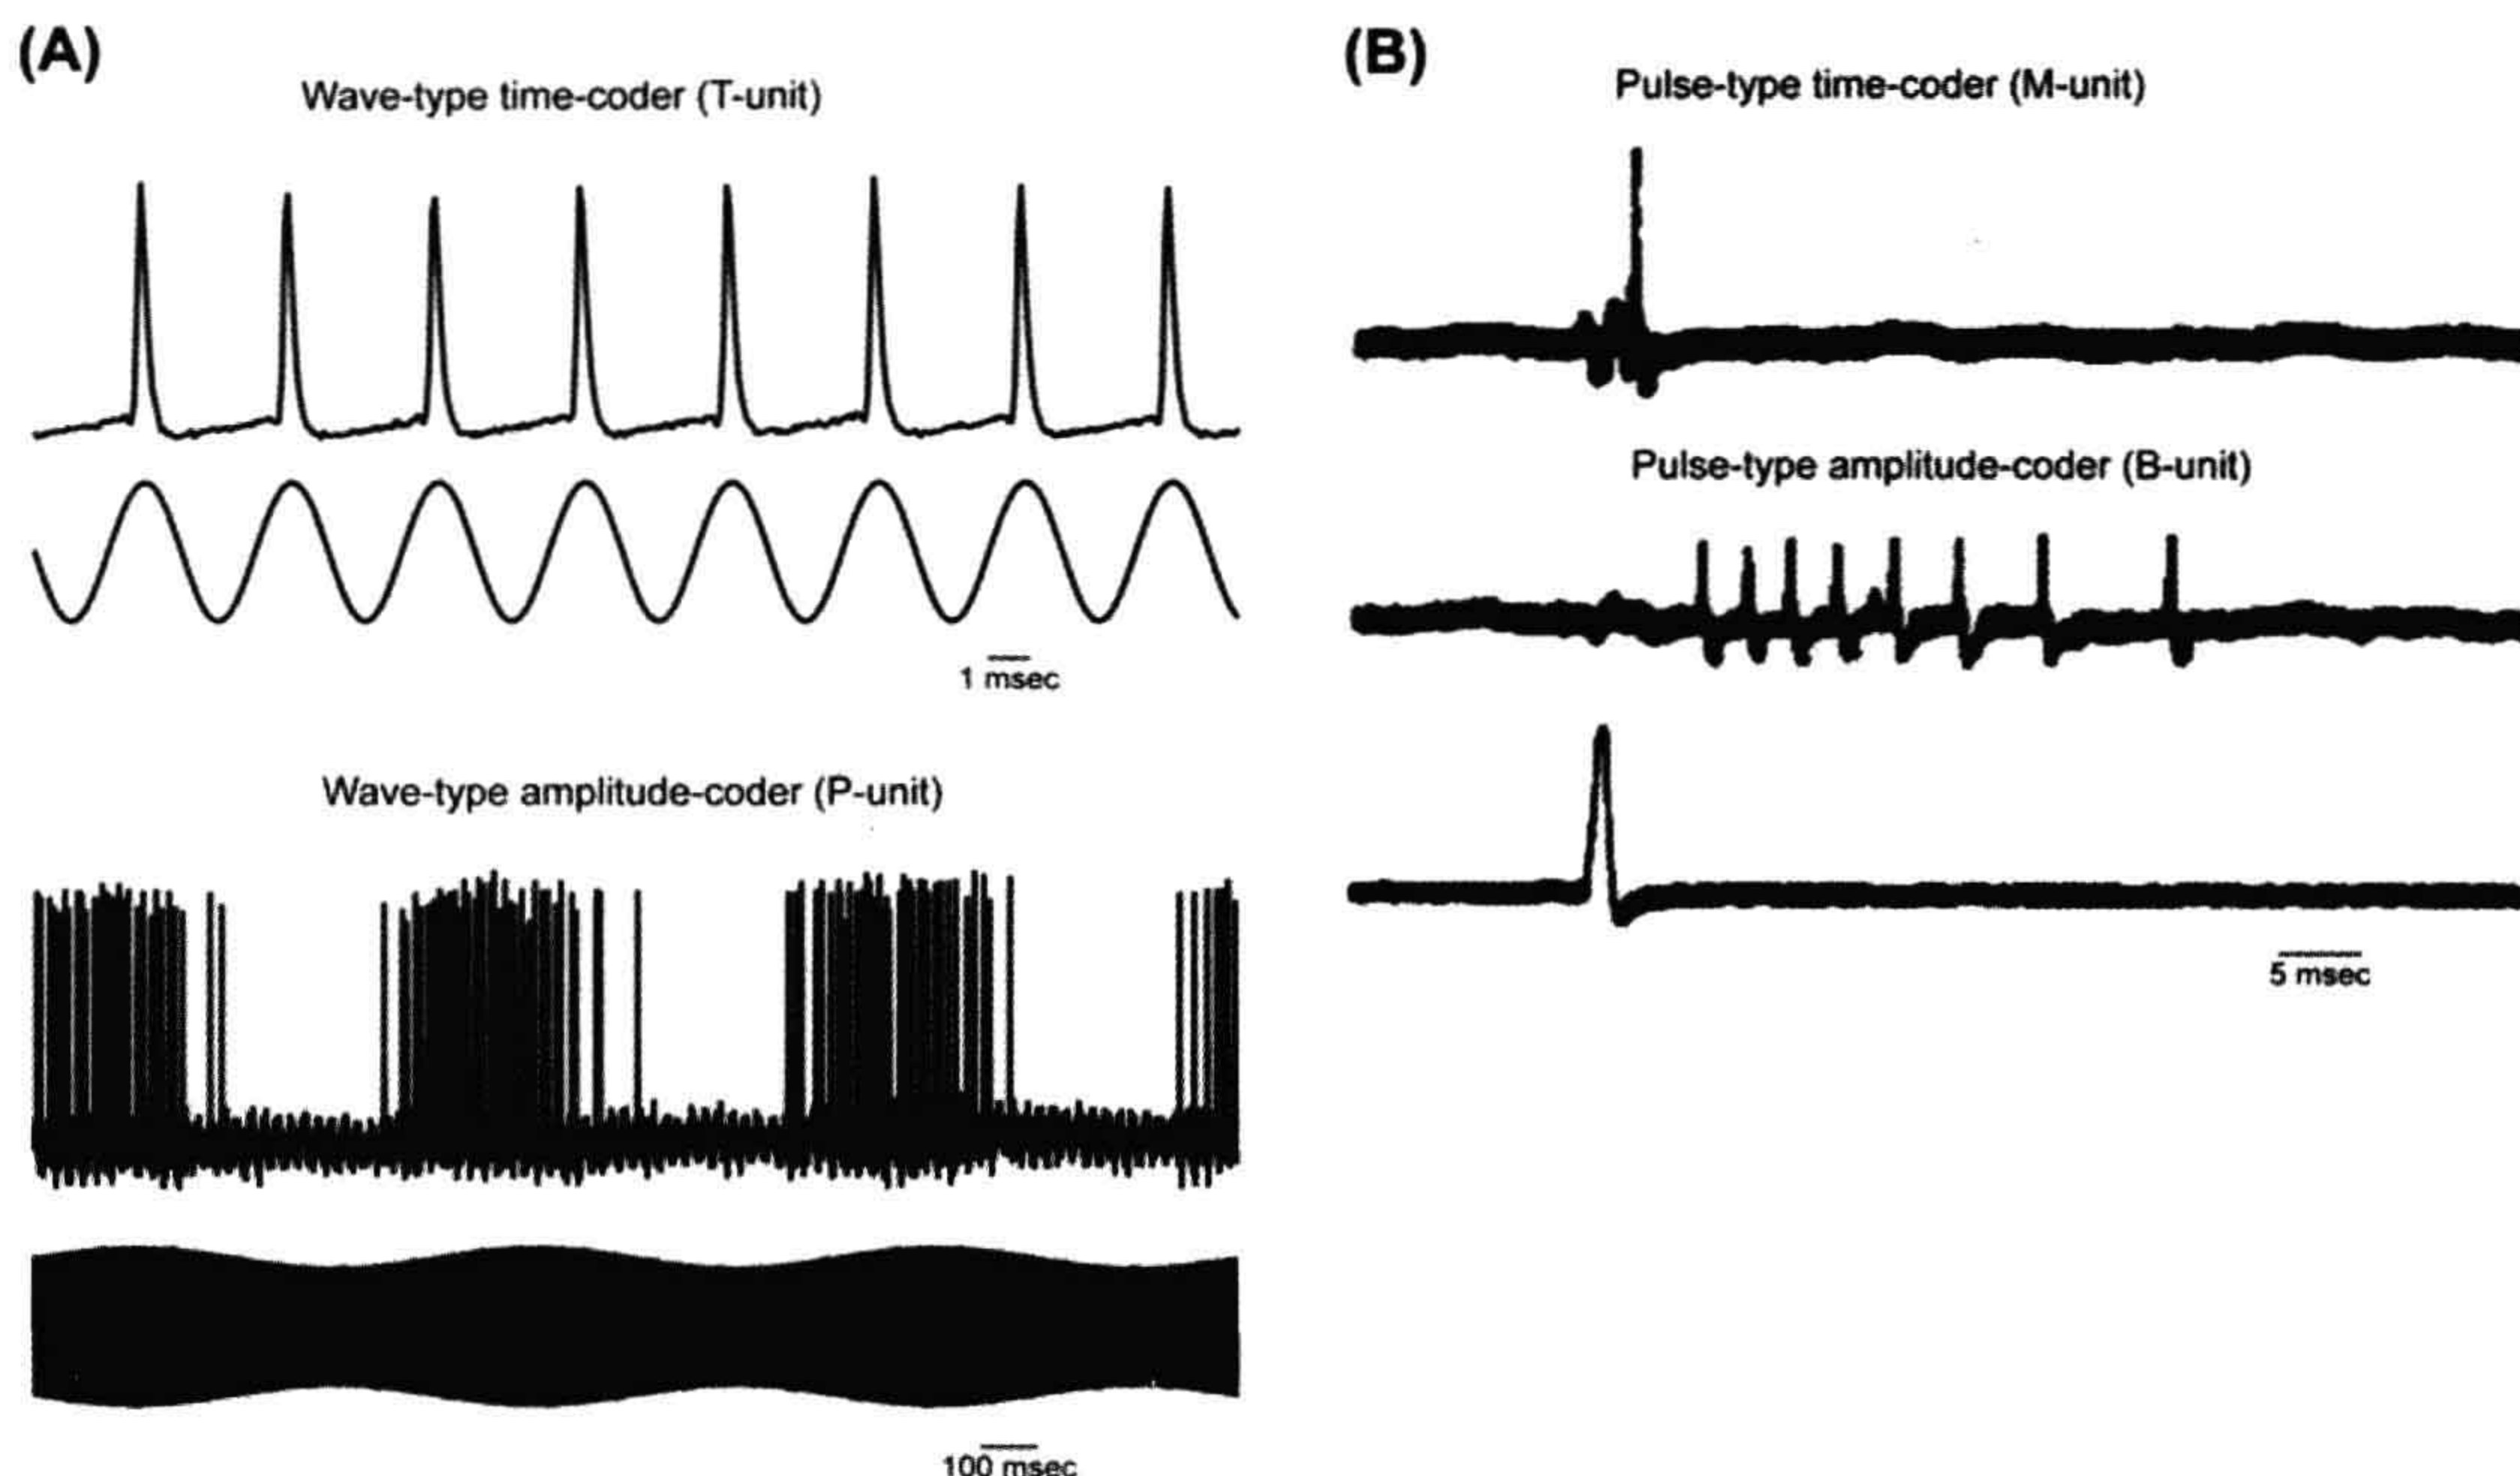 (A)
Wave-type time-coder (T-unit)
1 msec
Wave-type amplitude-coder (P-unit)
100 msec
(B)
Pulse-type time-coder (M-unit)
Pulse-type amplitude-coder (B-unit)
5 msec